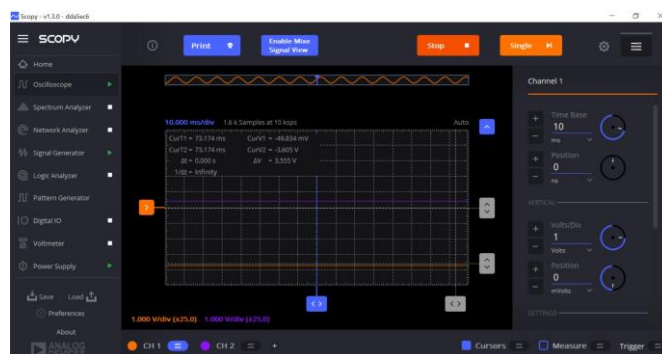 Scopy - v1.3.0 - dda5ec6
SCOPY
Print
Enable Mixe
Signal View
Stop
Single
Home
Oscilloscope
Spectrum Analyzer
Network Analyzer
Signal Generator
Logic Analyzer
Pattern Generator
Digital IO
Voltmeter
Power Supply
Save
Load
Preferences
About
ANALOG
DEVICES
10.000 ms/div
1.6 k Samples at 10 ksps
Auto
CurT1 = 73.174 ms
CurV1 = -49.834 mV
CurT2 = 73.174 ms
CurV2 = -3.605 V
Δt = 0.000 s
ΔV = 3.555 V
1/Δt = Infinity
1.000 V/div (±25.0)
1.000 V/div (±25.0)
CH 1
CH 2
+
Cursors
Measure
Trigger
Channel 1
Time Base
10
ms
Position
0
ns
VERTICAL
Volts/Div
1
Volts
Position
0
mVolts
SETTINGS